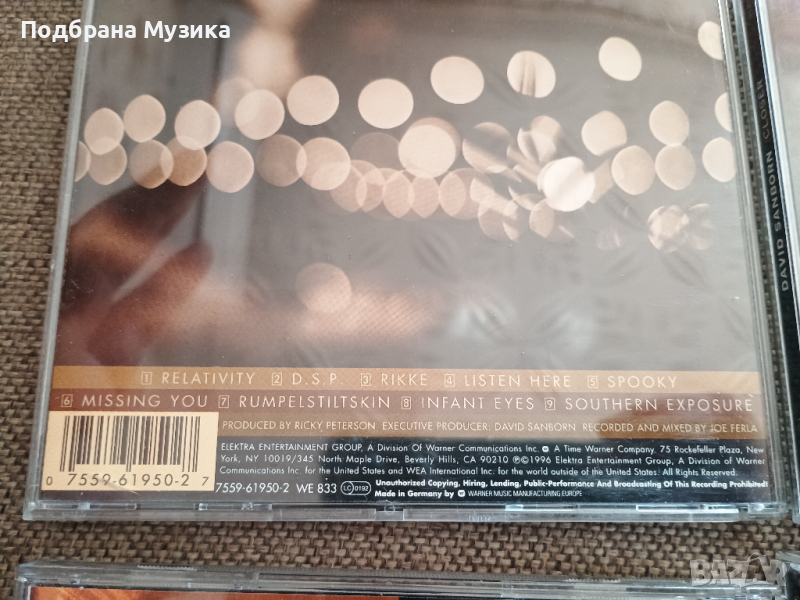 Подбрана Музика
DAVID SANBORN CLOSER
1 RELATIVITY 2 D.S.P. 3 RIKKE 4 LISTEN HERE 5 SPOOKY
6 MISSING YOU 7 RUMPELSTILTSKIN 8 INFANT EYES 9 SOUTHERN EXPOSURE
PRODUCED BY RICKY PETERSON EXECUTIVE PRODUCER: DAVID SANBORN RECORDED AND MIXED BY JOE FERLA
ELEKTRA ENTERTAINMENT GROUP, A Division Of Warner Communications Inc. A Time Warner Company. 75 Rockefeller Plaza, New
York, NY 10019/345 North Maple Drive, Beverly Hills, CA 90210 ℗©1996 Elektra Entertainment Group, A Division of Warner
Communications Inc. for the United States and WEA International Inc. for the world outside of the United States. All Rights Reserved.
Unauthorized Copying, Hiring, Lending, Public-Performance And Broadcasting Of This Recording Prohibited!
7559-61950-2 WE 833 LC 0192
Made in Germany by WARNER MUSIC MANUFACTURING EUROPE
0 7559-61950-2 7
BAZAR